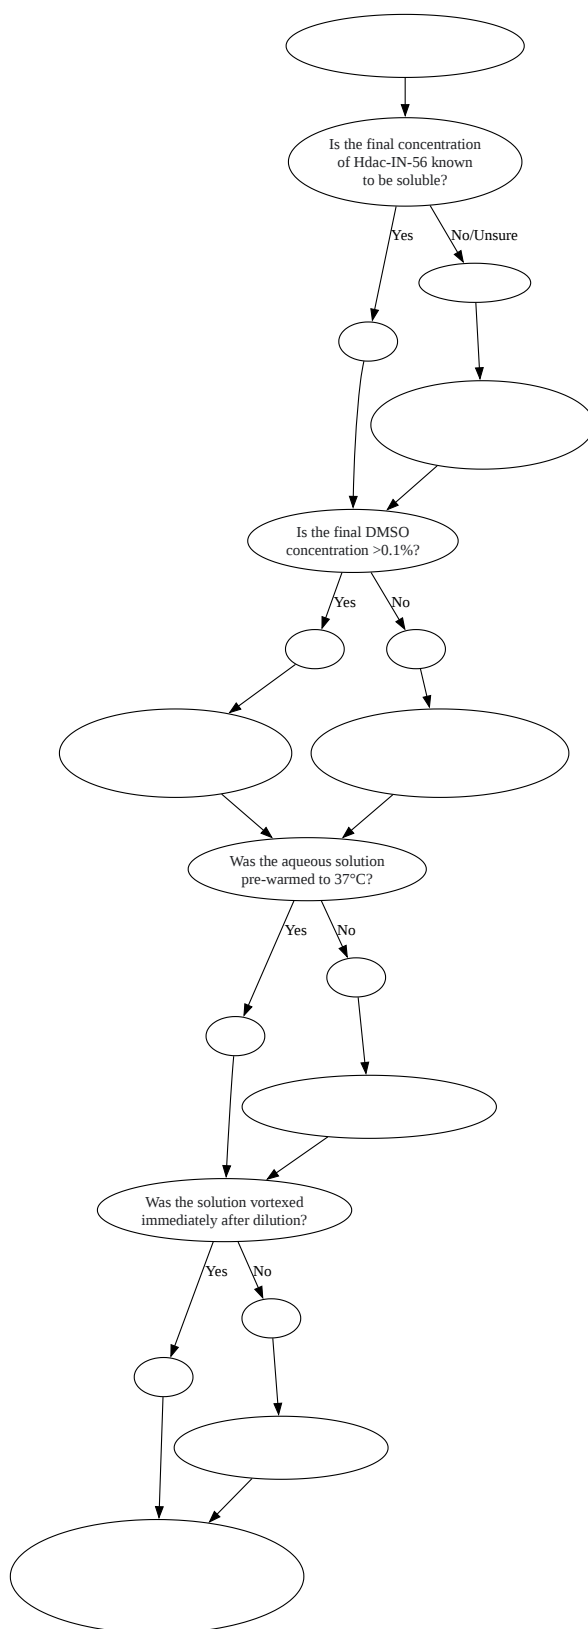 Is the final concentration
of Hdac-IN-56 known
to be soluble?
Yes
No/Unsure
Is the final DMSO
concentration >0.1%?
Yes
No
Was the aqueous solution
pre-warmed to 37°C?
Yes
No
Was the solution vortexed
immediately after dilution?
Yes
No